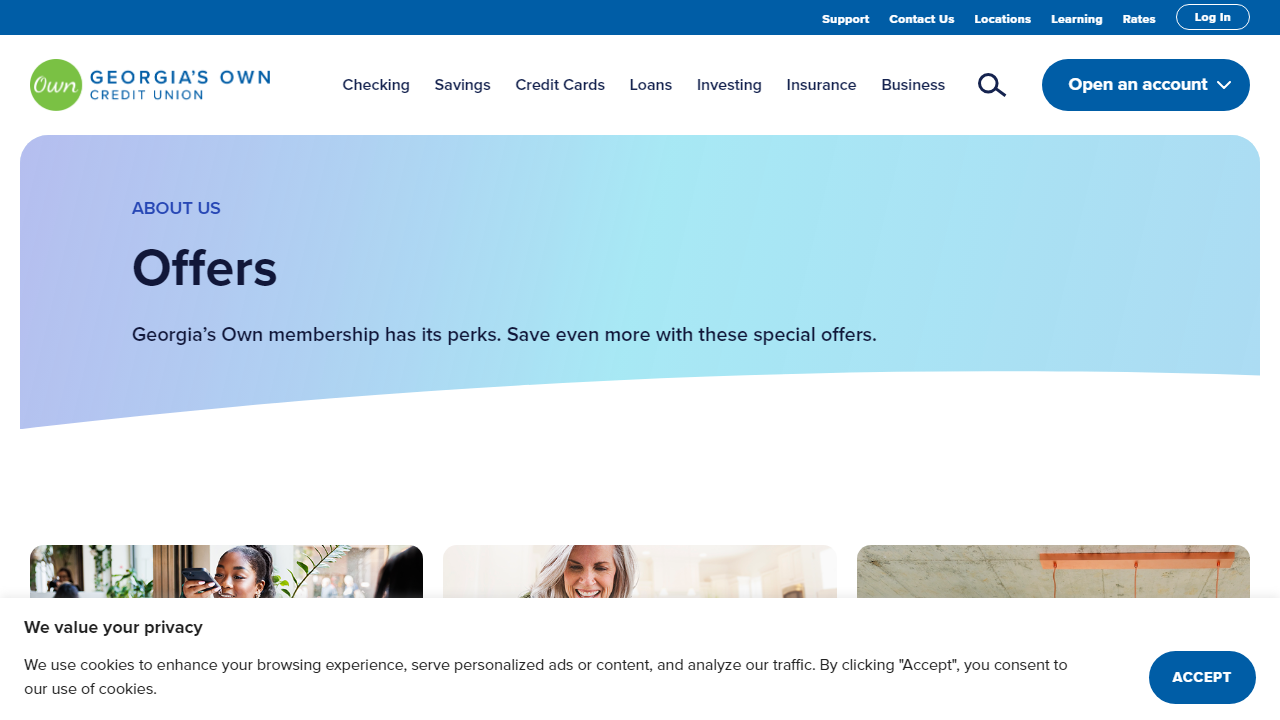 Support Contact Us Locations Learning Rates Log In
Own GEORGIA'S OWN
CREDIT UNION
Checking Savings Credit Cards Loans Investing Insurance Business Open an account
ABOUT US
Offers
Georgia’s Own membership has its perks. Save even more with these special offers.
We value your privacy
We use cookies to enhance your browsing experience, serve personalized ads or content, and analyze our traffic. By clicking "Accept", you consent to
our use of cookies.
ACCEPT